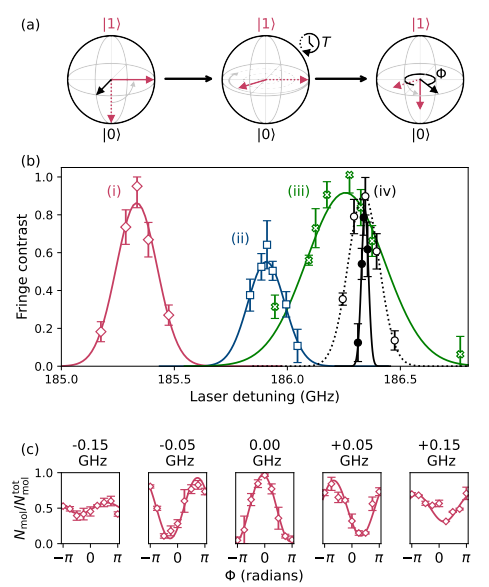 (a)
|1⟩ |1⟩ |1⟩
T
Φ
|0⟩ |0⟩ |0⟩
(b)
Fringe contrast
1.0
0.8
0.6
0.4
0.2
0.0
(i)
(ii)
(iii)
(iv)
185.0 185.5 186.0 186.5
Laser detuning (GHz)
(c)
-0.15 GHz
-0.05 GHz
0.00 GHz
+0.05 GHz
+0.15 GHz
N_mol/N_mol^tot
1.0
0.5
0.0
−π 0 π −π 0 π −π 0 π −π 0 π −π 0 π
Φ (radians)